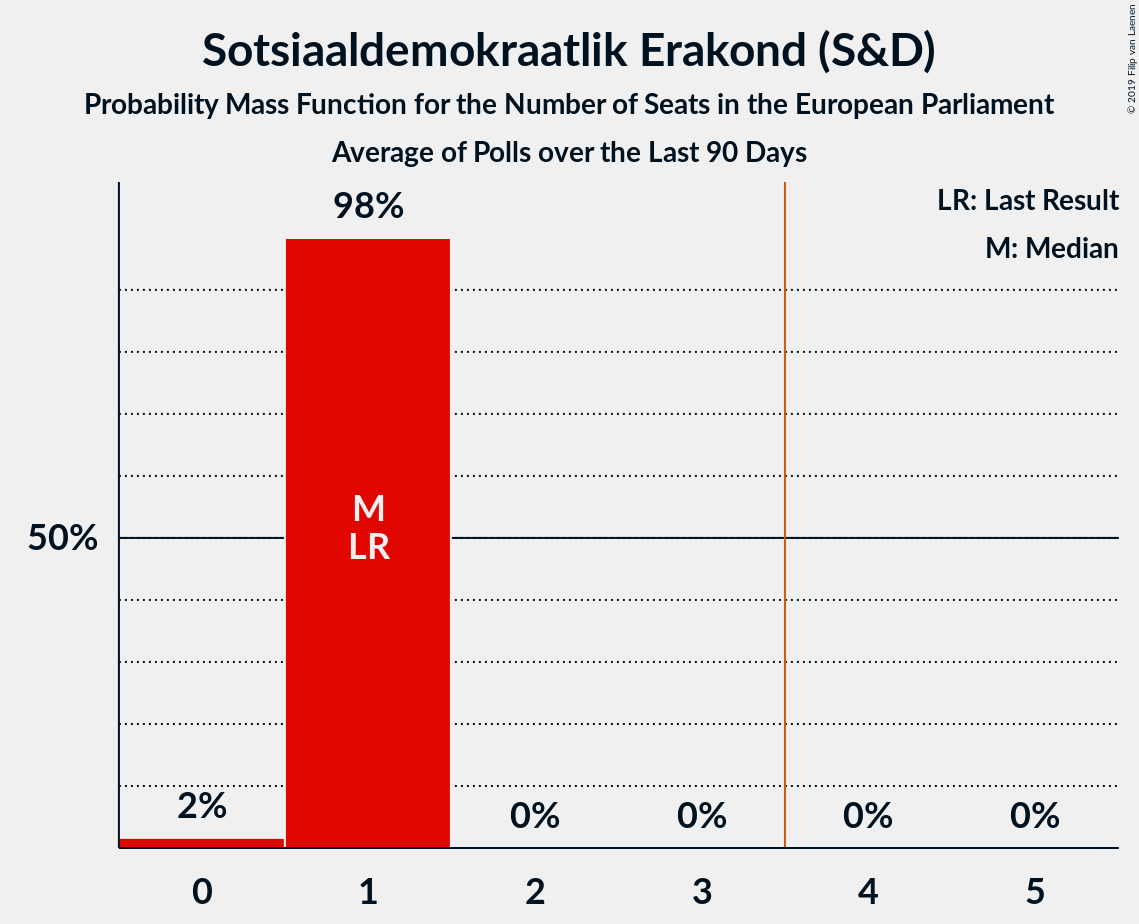 Sotsiaaldemokraatlik Erakond (S&D)
Probability Mass Function for the Number of Seats in the European Parliament
Average of Polls over the Last 90 Days
© 2019 Filip van Laenen
LR: Last Result
M: Median
98%
M
LR
50%
2%
0%
0%
0%
0%
0
1
2
3
4
5